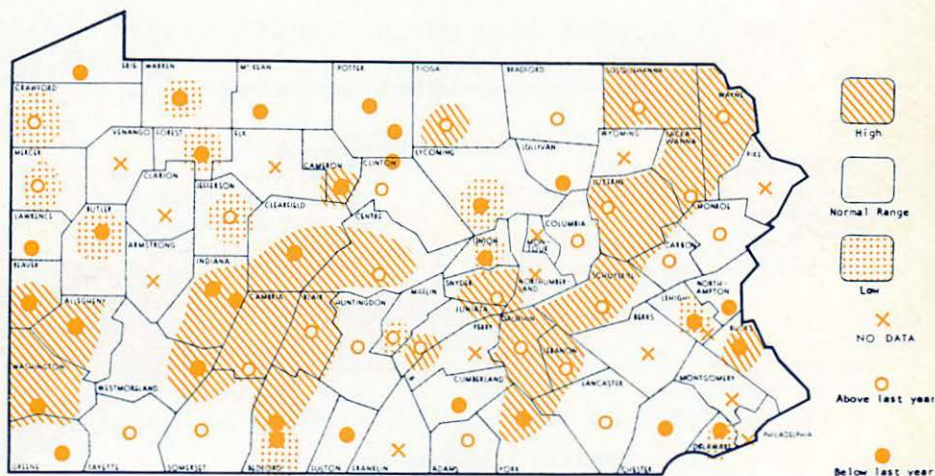 ERIE WARREN McKEAN POTTER TIOGA BRADFORD SUSQUEHANNA WAYNE
CRAWFORD
VENANGO FOREST ELK WYOMING LACKAWANNA
MERCER CAMERON CLINTON LYCOMING SULLIVAN PIKE
CLARION JEFFERSON LUZERNE
CLEARFIELD
LAWRENCE BUTLER CENTRE UNION COLUMBIA MONROE
ARMSTRONG MONTOUR CARBON
BEAVER INDIANA SNYDER NORTHUMBERLAND SCHUYLKILL NORTHAMPTON
ALLEGHENY CAMBRIA BLAIR HUNTINGDON MIFFLIN LEHIGH
JUNIATA DAUPHIN BERKS BUCKS
PERRY LEBANON
WASHINGTON
WESTMORELAND CUMBERLAND LANCASTER MONTGOMERY
PHILADELPHIA
DELAWARE
GREENE FAYETTE SOMERSET BEDFORD FULTON FRANKLIN ADAMS YORK CHESTER
High
Normal Range
Low
NO DATA
Above last year
Below last year